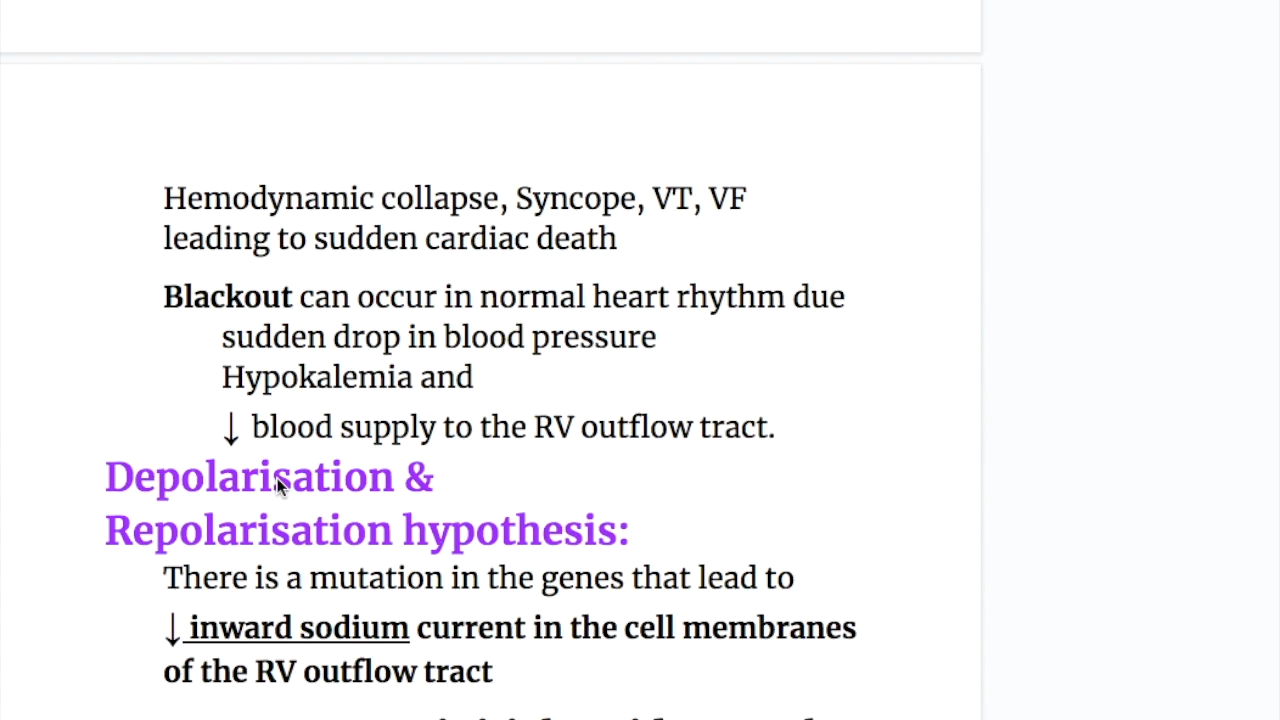 Hemodynamic collapse, Syncope, VT, VF
leading to sudden cardiac death
Blackout can occur in normal heart rhythm due
sudden drop in blood pressure
Hypokalemia and
↓ blood supply to the RV outflow tract.
Depolarisation &
Repolarisation hypothesis:
There is a mutation in the genes that lead to
↓ inward sodium current in the cell membranes
of the RV outflow tract